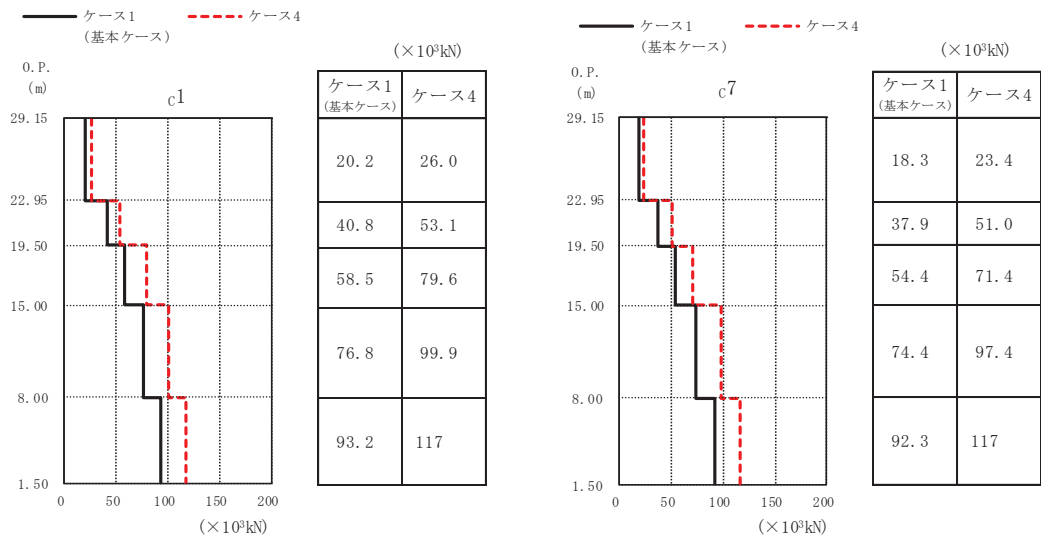 ケース1 ケース4
(基本ケース)
(×10³kN)
O.P.
(m)
C1
ケース1 ケース4
(基本ケース)
29.15
20.2 26.0
22.95
40.8 53.1
19.50
58.5 79.6
15.00
76.8 99.9
8.00
93.2 117
1.50
0 50 100 150 200
(×10³kN)
ケース1 ケース4
(基本ケース)
(×10³kN)
O.P.
(m)
C7
ケース1 ケース4
(基本ケース)
29.15
18.3 23.4
22.95
37.9 51.0
19.50
54.4 71.4
15.00
74.4 97.4
8.00
92.3 117
1.50
0 50 100 150 200
(×10³kN)